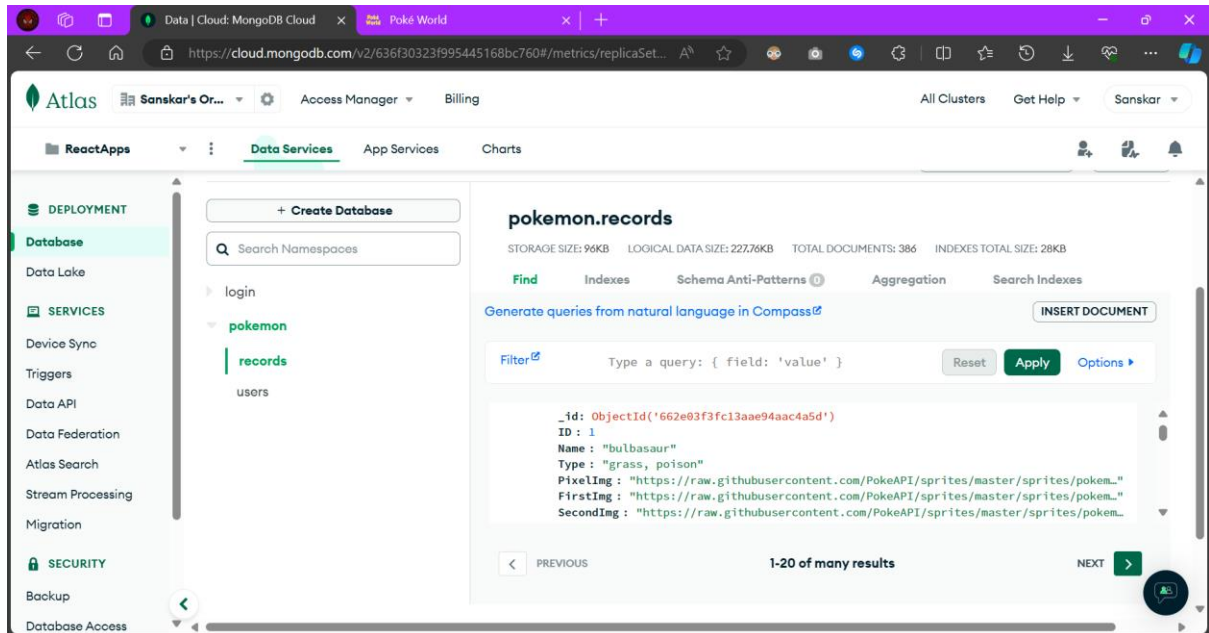 Data | Cloud: MongoDB Cloud
Poké World
https://cloud.mongodb.com/v2/636f30323f995445168bc760#/metrics/replicaSet...
Atlas
Sanskar's Or...
Access Manager
Billing
All Clusters
Get Help
Sanskar
ReactApps
Data Services
App Services
Charts
DEPLOYMENT
Database
Data Lake
SERVICES
Device Sync
Triggers
Data API
Data Federation
Atlas Search
Stream Processing
Migration
SECURITY
Backup
Database Access
+ Create Database
Search Namespaces
login
pokemon
records
users
pokemon.records
STORAGE SIZE: 96KB LOGICAL DATA SIZE: 227.76KB TOTAL DOCUMENTS: 386 INDEXES TOTAL SIZE: 28KB
Find Indexes Schema Anti-Patterns 0 Aggregation Search Indexes
Generate queries from natural language in Compass
INSERT DOCUMENT
Filter
Type a query: { field: 'value' }
Reset
Apply
Options
_id: ObjectId('662e03f3fc13aae94aac4a5d')
ID : 1
Name : "bulbasaur"
Type : "grass, poison"
PixelImg : "https://raw.githubusercontent.com/PokeAPI/sprites/master/sprites/pokem…"
FirstImg : "https://raw.githubusercontent.com/PokeAPI/sprites/master/sprites/pokem…"
SecondImg : "https://raw.githubusercontent.com/PokeAPI/sprites/master/sprites/pokem…
PREVIOUS
1-20 of many results
NEXT